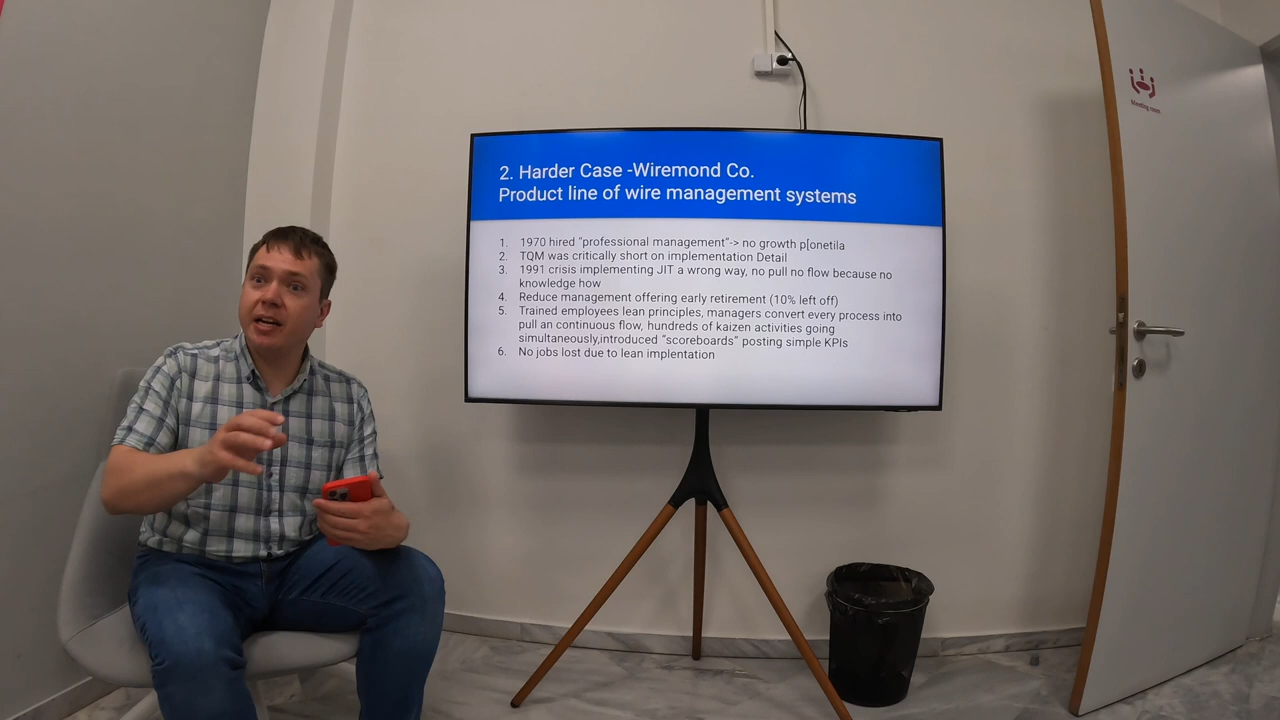 2. Harder Case -Wiremond Co.
Product line of wire management systems
1. 1970 hired "professional management"-> no growth p[onetila
2. TQM was critically short on implementation Detail
3. 1991 crisis implementing JIT a wrong way, no pull no flow because no
knowledge how
4. Reduce management offering early retirement (10% left off)
5. Trained employees lean principles, managers convert every process into
pull an continuous flow, hundreds of kaizen activities going
simultaneously,introduced "scoreboards" posting simple KPIs
6. No jobs lost due to lean implentation
Meeting room